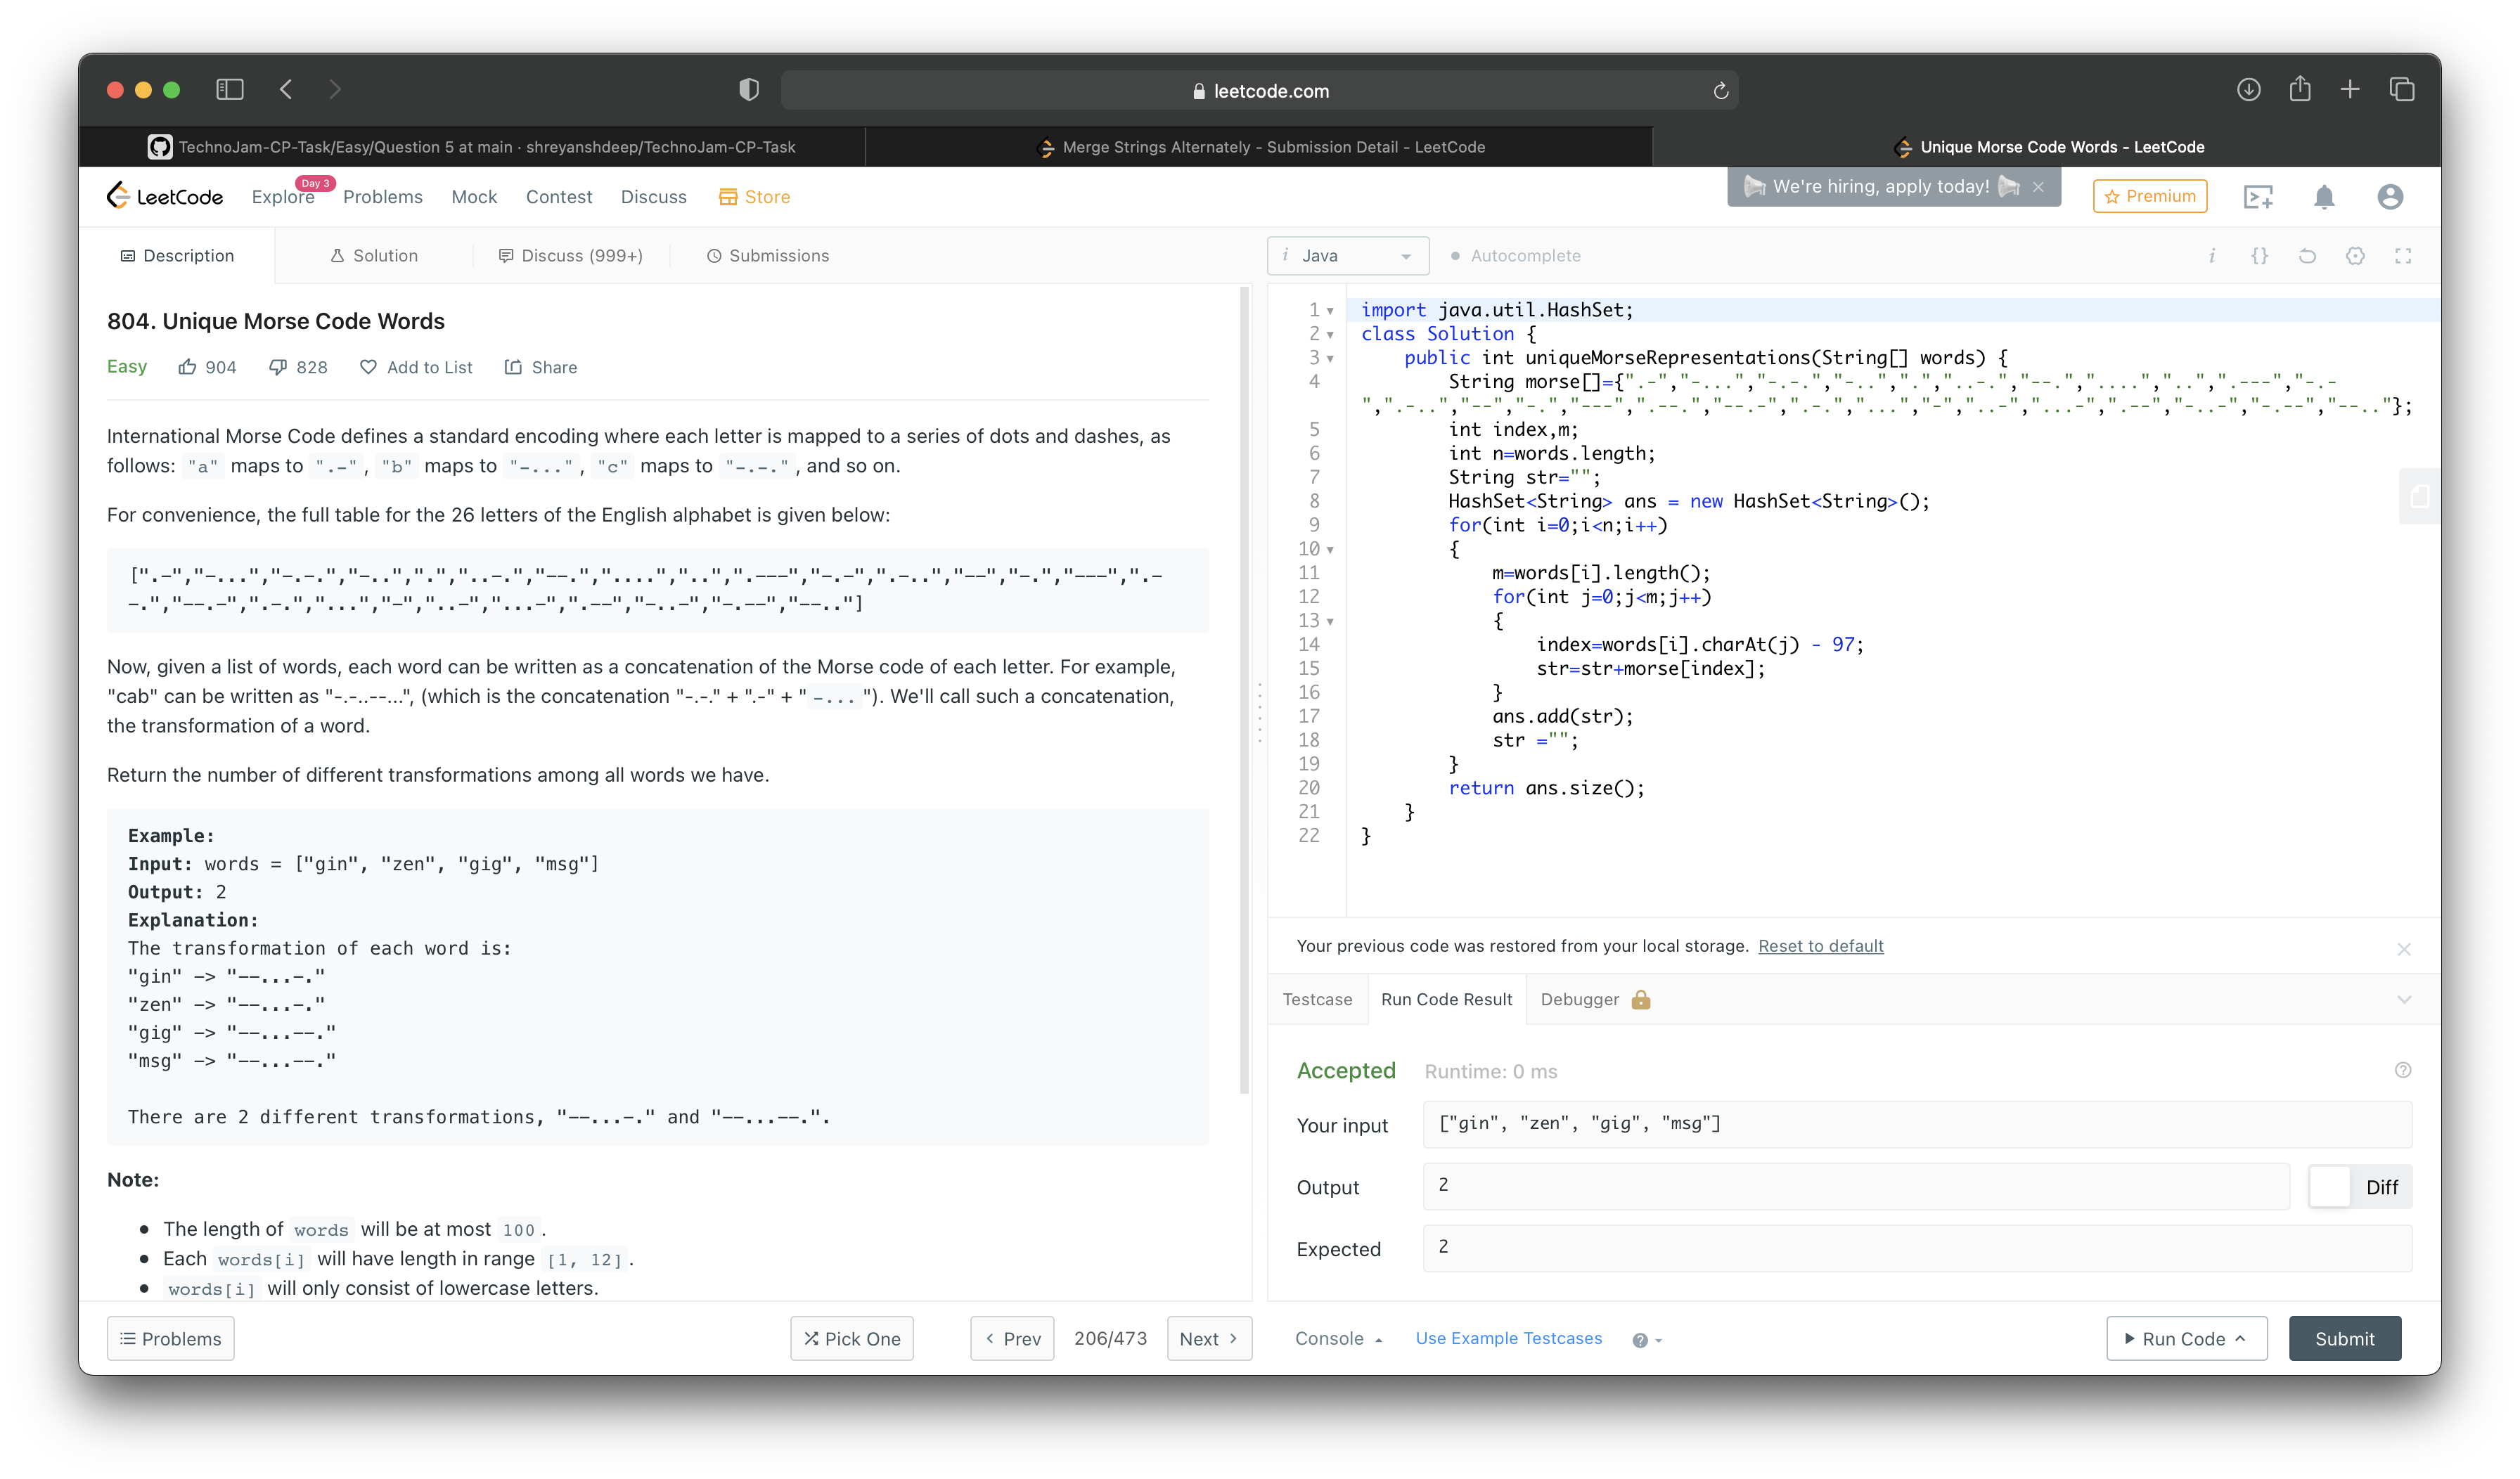 leetcode.com
TechnoJam-CP-Task/Easy/Question 5 at main · shreyanshdeep/TechnoJam-CP-Task
Merge Strings Alternately - Submission Detail - LeetCode
Unique Morse Code Words - LeetCode
LeetCode
Explore
Day 3
Problems
Mock
Contest
Discuss
Store
We're hiring, apply today!
Premium
Description
Solution
Discuss (999+)
Submissions
804. Unique Morse Code Words
Easy
904
828
Add to List
Share
International Morse Code defines a standard encoding where each letter is mapped to a series of dots and dashes, as
follows: "a" maps to ".-", "b" maps to "-...", "c" maps to "-.-.", and so on.
For convenience, the full table for the 26 letters of the English alphabet is given below:
[".-","-...","-.-.","-..",".","..-.","--.","....","..",".---","-.-",".-..","--","-.","---",".-
-.","--.-",".-.","...","-","..-","...-",".--","-..-","-.--","--.."]
Now, given a list of words, each word can be written as a concatenation of the Morse code of each letter. For example,
"cab" can be written as "-.-..--...", (which is the concatenation "-.-." + ".-" + "-..."). We'll call such a concatenation,
the transformation of a word.
Return the number of different transformations among all words we have.
Example:
Input: words = ["gin", "zen", "gig", "msg"]
Output: 2
Explanation:
The transformation of each word is:
"gin" -> "--...-."
"zen" -> "--...-."
"gig" -> "--...--."
"msg" -> "--...--."
There are 2 different transformations, "--...-." and "--...--.".
Note:
The length of words will be at most 100.
Each words[i] will have length in range [1, 12].
words[i] will only consist of lowercase letters.
Problems
Pick One
Prev
206/473
Next
i Java
Autocomplete
i {}
1 import java.util.HashSet;
2 class Solution {
3 public int uniqueMorseRepresentations(String[] words) {
4 String morse[]={".-","-...","-.-.","-..",".","..-.","--.","....","..",".---","-.-
",".-..","--","-.","---",".--.","--.-",".-.","...","-","..-","...-",".--","-..-","-.--","--.."};
5 int index,m;
6 int n=words.length;
7 String str="";
8 HashSet<String> ans = new HashSet<String>();
9 for(int i=0;i<n;i++)
10 {
11 m=words[i].length();
12 for(int j=0;j<m;j++)
13 {
14 index=words[i].charAt(j) - 97;
15 str=str+morse[index];
16 }
17 ans.add(str);
18 str ="";
19 }
20 return ans.size();
21 }
22 }
Your previous code was restored from your local storage. Reset to default
Testcase
Run Code Result
Debugger
Accepted
Runtime: 0 ms
Your input
["gin", "zen", "gig", "msg"]
Output
2
Diff
Expected
2
Console
Use Example Testcases
Run Code
Submit